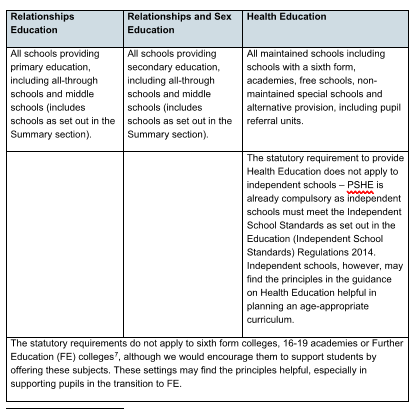 Relationships
Education
Relationships and Sex
Education
Health Education
All schools providing
primary education,
including all-through
schools and middle
schools (includes
schools as set out in the
Summary section).
All schools providing
secondary education,
including all-through
schools and middle
schools (includes
schools as set out in the
Summary section).
All maintained schools including
schools with a sixth form,
academies, free schools, non-
maintained special schools and
alternative provision, including pupil
referral units.
The statutory requirement to provide
Health Education does not apply to
independent schools – PSHE is
already compulsory as independent
schools must meet the Independent
School Standards as set out in the
Education (Independent School
Standards) Regulations 2014.
Independent schools, however, may
find the principles in the guidance
on Health Education helpful in
planning an age-appropriate
curriculum.
The statutory requirements do not apply to sixth form colleges, 16-19 academies or Further
Education (FE) colleges⁷, although we would encourage them to support students by
offering these subjects. These settings may find the principles helpful, especially in
supporting pupils in the transition to FE.